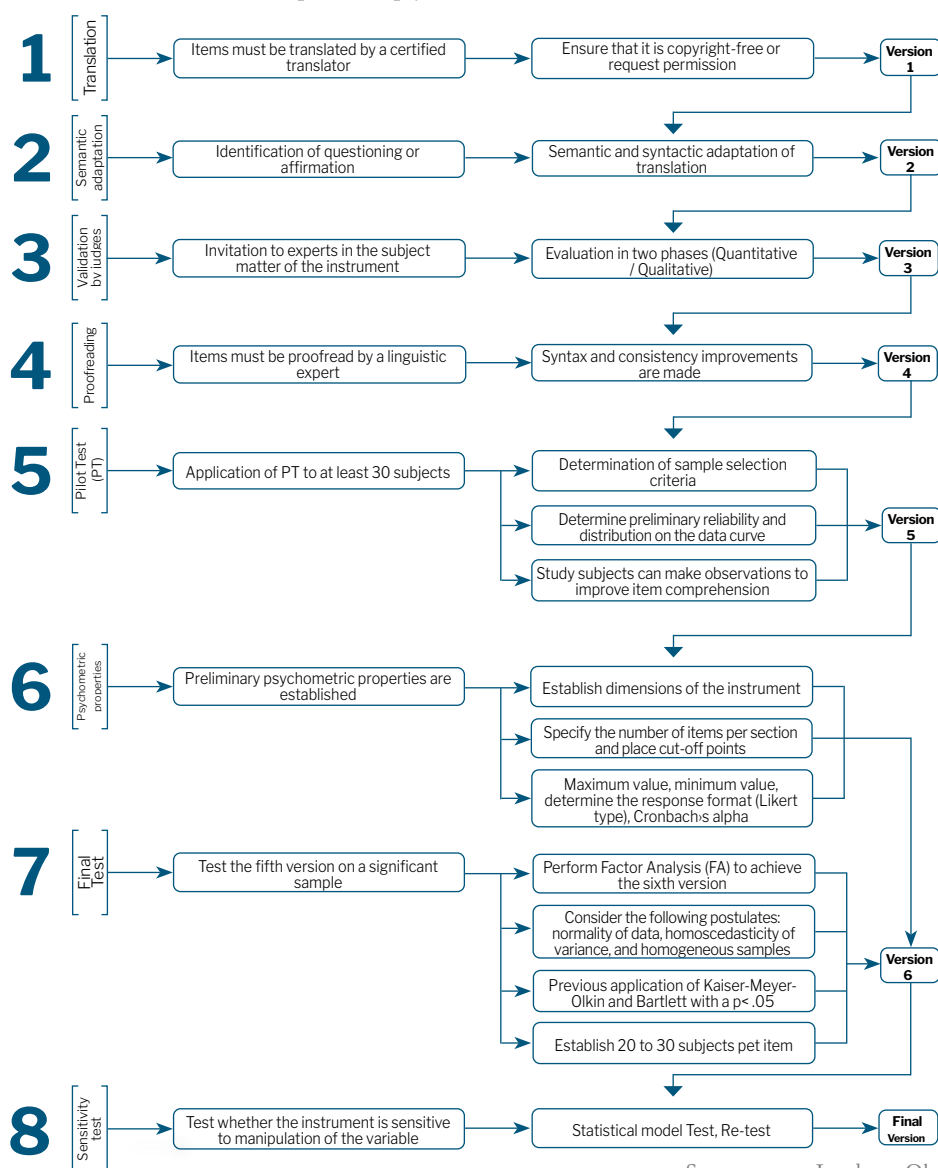 1
Translation
Items must be translated by a certified
translator
Ensure that it is copyright-free or
request permission
Version
1
2
Semantic
adaptation
Identification of questioning or
affirmation
Semantic and syntactic adaptation of
translation
Version
2
3
Validation
by judges
Invitation to experts in the subject
matter of the instrument
Evaluation in two phases (Quantitative
/ Qualitative)
Version
3
4
Proofreading
Items must be proofread by a linguistic
expert
Syntax and consistency improvements
are made
Version
4
5
Pilot Test
(PT)
Application of PT to at least 30 subjects
Determination of sample selection
criteria
Determine preliminary reliability and
distribution on the data curve
Study subjects can make observations to
improve item comprehension
Version
5
6
Psychometric
properties
Preliminary psychometric properties are
established
Establish dimensions of the instrument
Specify the number of items per section
and place cut-off points
Maximum value, minimum value,
determine the response format (Likert
type), Cronbach›s alpha
7
Final
Test
Test the fifth version on a significant
sample
Perform Factor Analysis (FA) to achieve
the sixth version
Consider the following postulates:
normality of data, homoscedasticity of
variance, and homogeneous samples
Previous application of Kaiser-Meyer-
Olkin and Bartlett with a p< .05
Establish 20 to 30 subjects pet item
Version
6
8
Sensitivity
test
Test whether the instrument is sensitive
to manipulation of the variable
Statistical model Test, Re-test
Final
Version